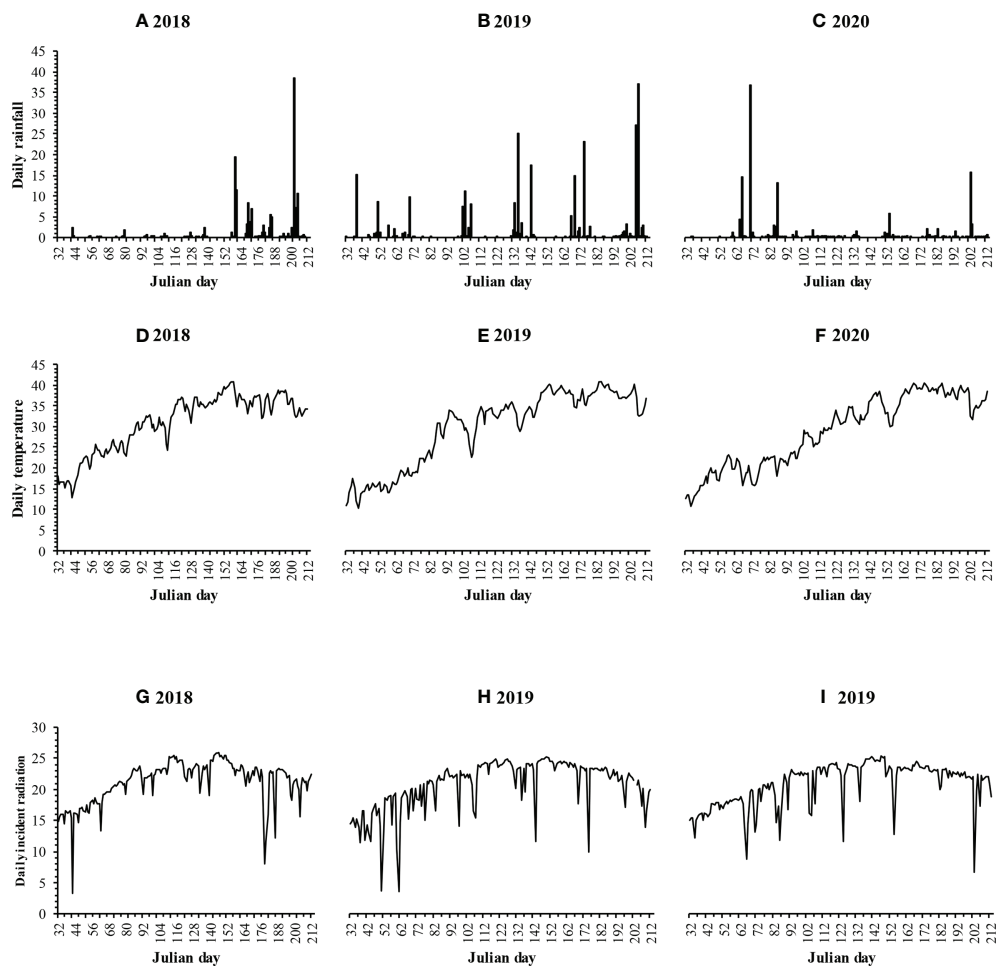 A 2018
B 2019
C 2020
Daily rainfall
45
40
35
30
25
20
15
10
5
0
32 44 56 68 80 92 104 116 128 140 152 164 176 188 200 212
32 42 52 62 72 82 92 102 112 122 132 142 152 162 172 182 192 202 212
32 42 52 62 72 82 92 102 112 122 132 142 152 162 172 182 192 202 212
Julian day
Julian day
Julian day
D 2018
E 2019
F 2020
Daily temperature
45
40
35
30
25
20
15
10
5
0
32 44 56 68 80 92 104 116 128 140 152 164 176 188 200 212
32 42 52 62 72 82 92 102 112 122 132 142 152 162 172 182 192 202 212
32 42 52 62 72 82 92 102 112 122 132 142 152 162 172 182 192 202 212
Julian day
Julian day
Julian day
G 2018
H 2019
I 2019
Daily incident radiation
30
25
20
15
10
5
0
32 44 56 68 80 92 104 116 128 140 152 164 176 188 200 212
32 42 52 62 72 82 92 102 112 122 132 142 152 162 172 182 192 202 212
32 42 52 62 72 82 92 102 112 122 132 142 152 162 172 182 192 202 212
Julian day
Julian day
Julian day